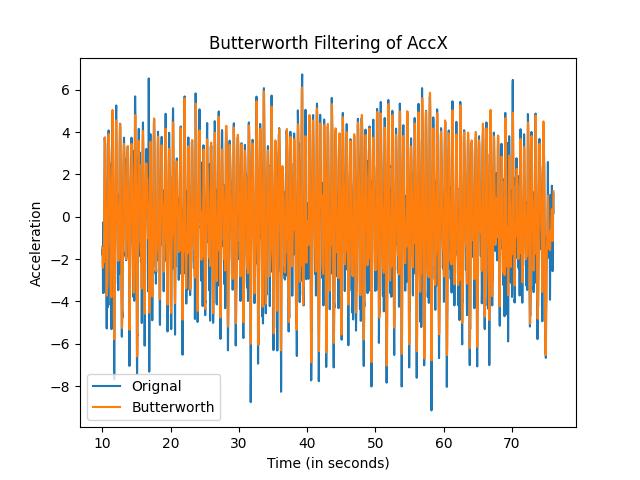 Butterworth Filtering of AccX
6
4
2
0
−2
−4
−6
−8
Acceleration
Orignal
Butterworth
10 20 30 40 50 60 70
Time (in seconds)